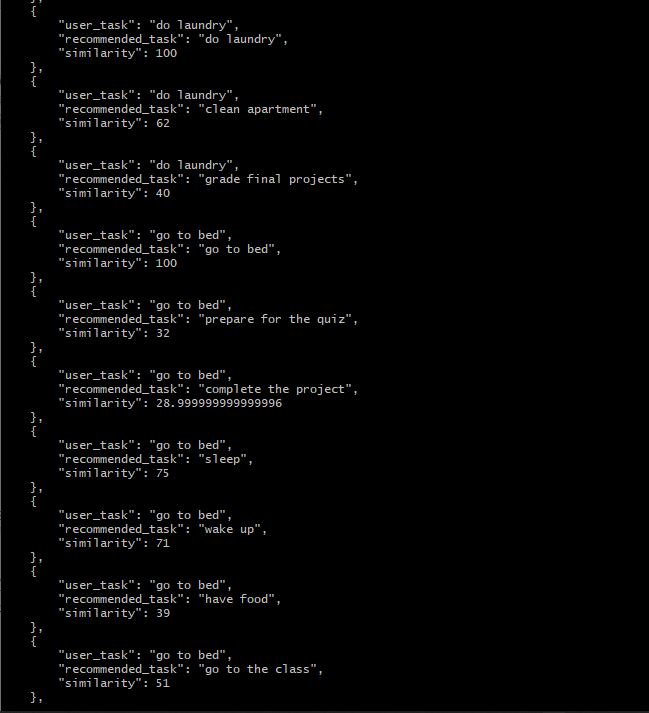 },
{
"user_task": "do laundry",
"recommended_task": "do laundry",
"similarity": 100
},
{
"user_task": "do laundry",
"recommended_task": "clean apartment",
"similarity": 62
},
{
"user_task": "do laundry",
"recommended_task": "grade final projects",
"similarity": 40
},
{
"user_task": "go to bed",
"recommended_task": "go to bed",
"similarity": 100
},
{
"user_task": "go to bed",
"recommended_task": "prepare for the quiz",
"similarity": 32
},
{
"user_task": "go to bed",
"recommended_task": "complete the project",
"similarity": 28.999999999999996
},
{
"user_task": "go to bed",
"recommended_task": "sleep",
"similarity": 75
},
{
"user_task": "go to bed",
"recommended_task": "wake up",
"similarity": 71
},
{
"user_task": "go to bed",
"recommended_task": "have food",
"similarity": 39
},
{
"user_task": "go to bed",
"recommended_task": "go to the class",
"similarity": 51
},